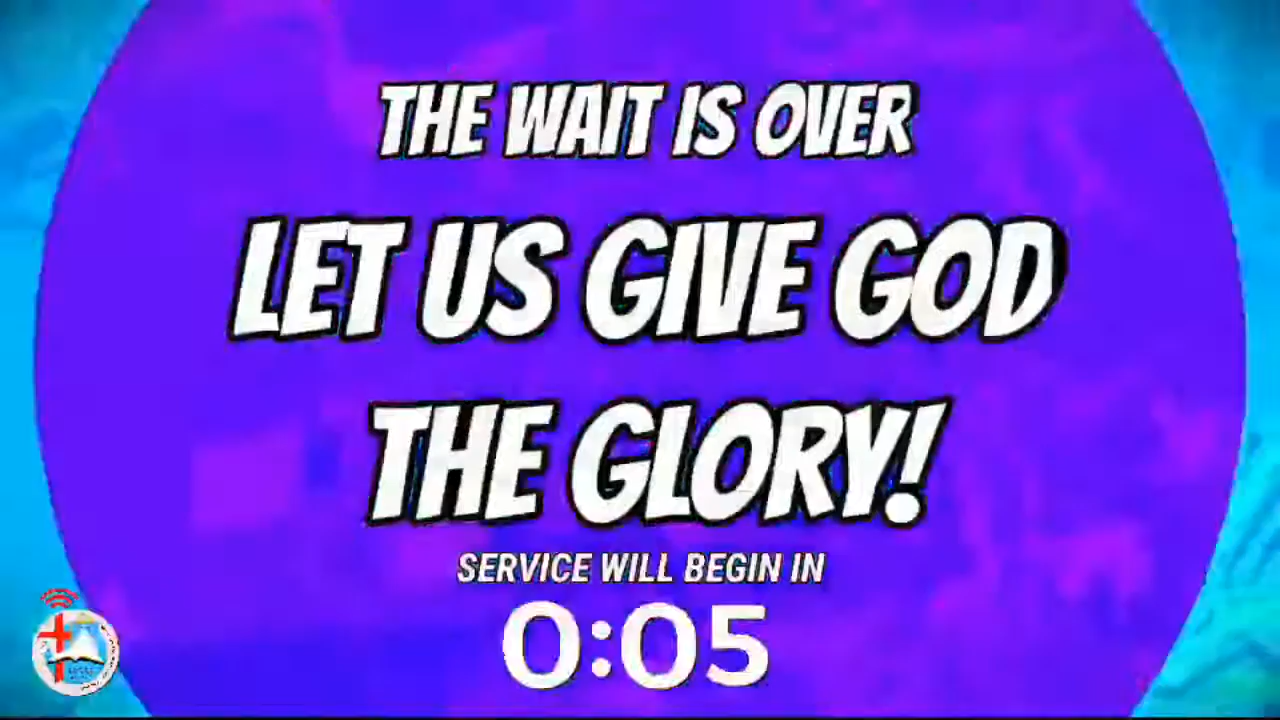 THE WAIT IS OVER
LET US GIVE GOD
THE GLORY!
SERVICE WILL BEGIN IN
0:05